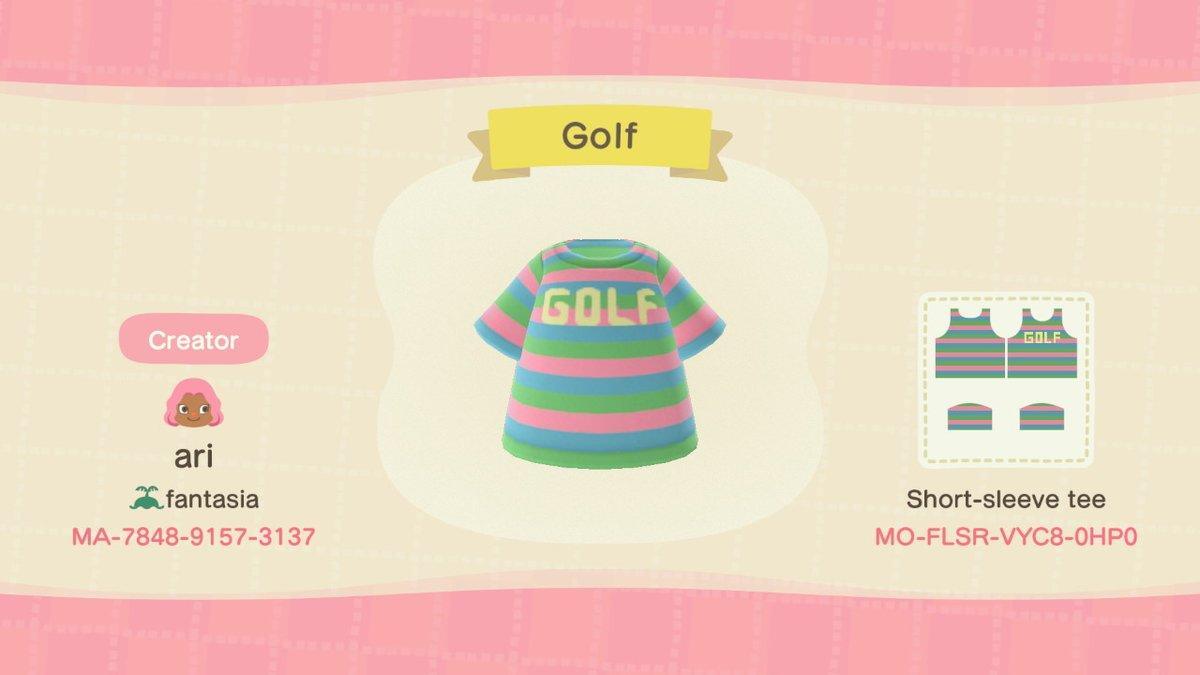 Golf
GOLF
Creator
ari
fantasia
MA-7848-9157-3137
GOLF
Short-sleeve tee
MO-FLSR-VYC8-0HP0